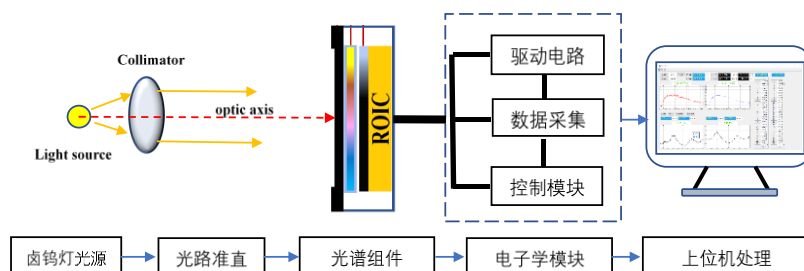 Collimator
optic axis
Light source
ROIC
驱动电路
数据采集
控制模块
卤钨灯光源
光路准直
光谱组件
电子学模块
上位机处理